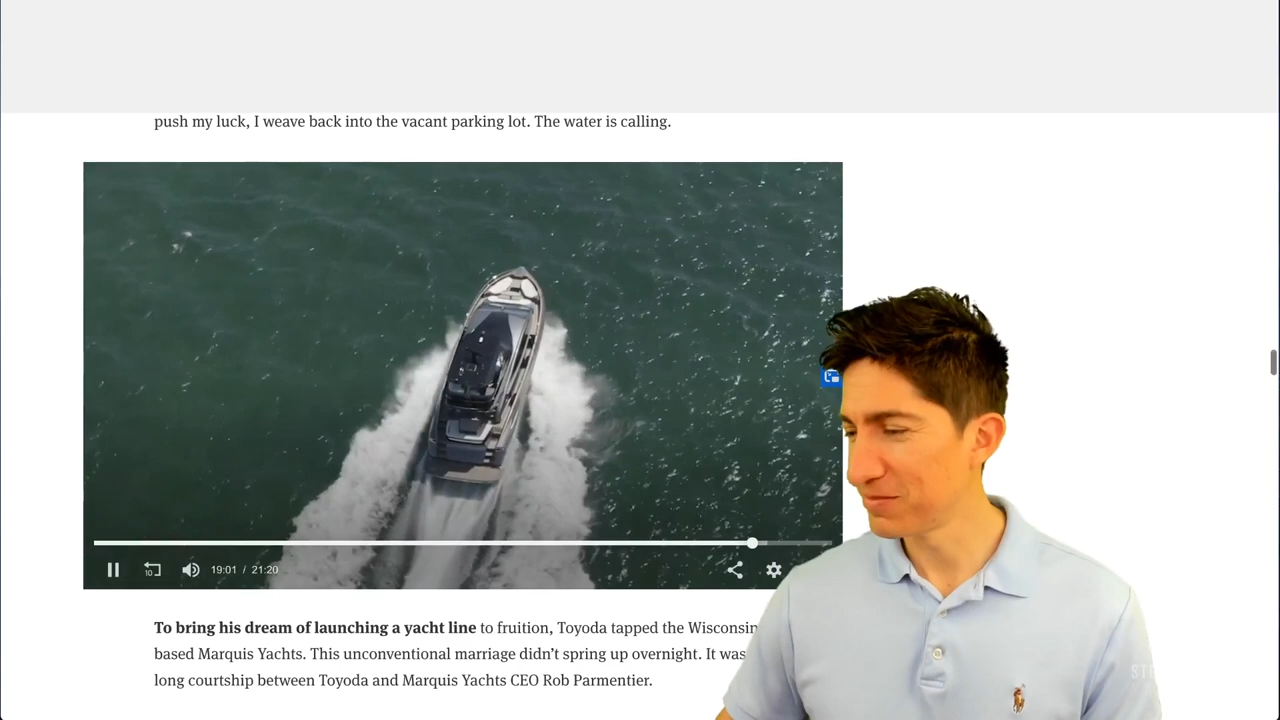 push my luck, I weave back into the vacant parking lot. The water is calling.
10
19:01 / 21:20
To bring his dream of launching a yacht line to fruition, Toyoda tapped the Wisconsin
based Marquis Yachts. This unconventional marriage didn’t spring up overnight. It was
long courtship between Toyoda and Marquis Yachts CEO Rob Parmentier.